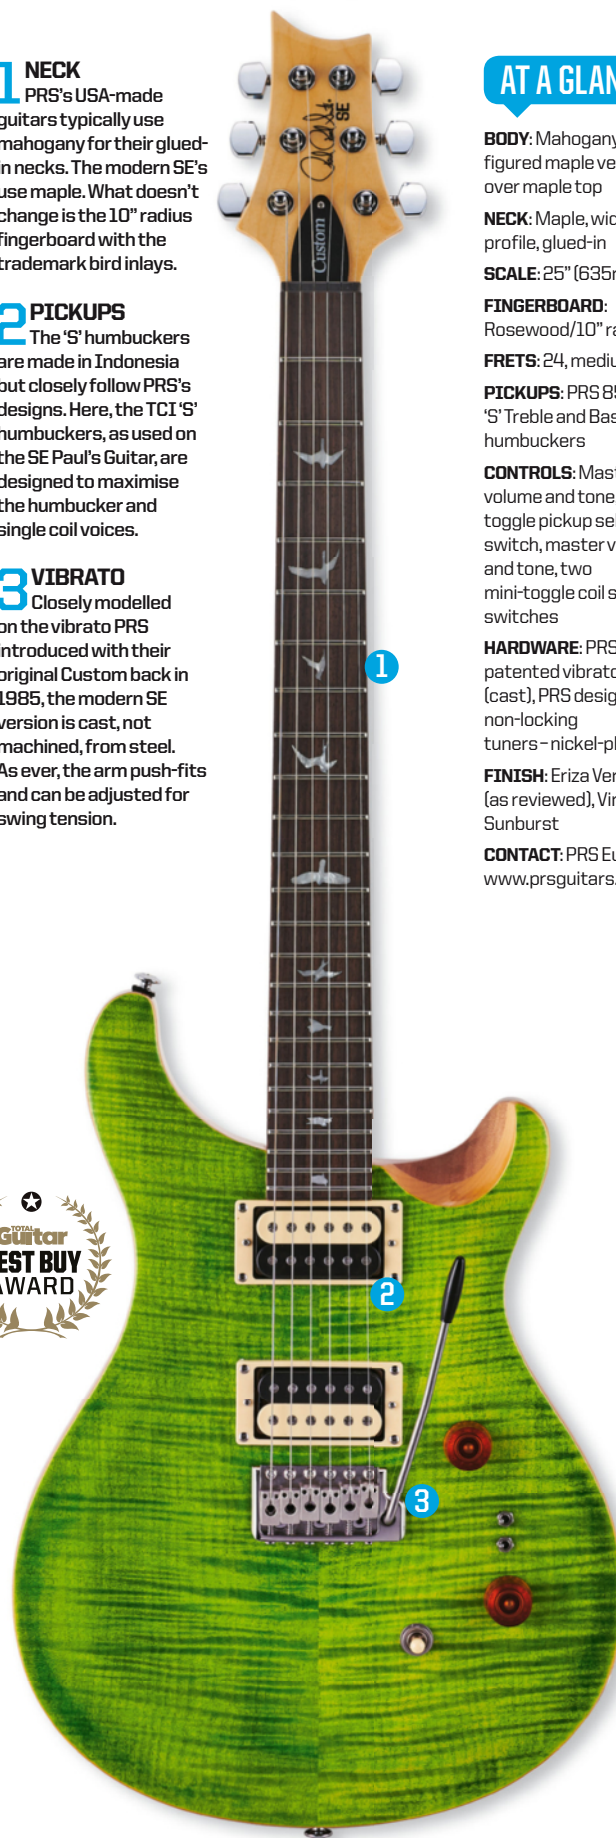 1 NECK
PRS's USA-made
guitars typically use
mahogany for their glued-
in necks. The modern SE's
use maple. What doesn't
change is the 10” radius
fingerboard with the
trademark bird inlays.
2 PICKUPS
The ‘S’ humbuckers
are made in Indonesia
but closely follow PRS's
designs. Here, the TCI ‘S’
humbuckers, as used on
the SE Paul's Guitar, are
designed to maximise
the humbucker and
single coil voices.
3 VIBRATO
Closely modelled
on the vibrato PRS
introduced with their
original Custom back in
1985, the modern SE
version is cast, not
machined, from steel.
As ever, the arm push-fits
and can be adjusted for
swing tension.
SE
Custom
1
2
3
TOTAL
Guitar
EST BUY
AWARD
AT A GLAN
BODY: Mahogany
figured maple ve
over maple top
NECK: Maple, wid
profile, glued-in
SCALE: 25” (635
FINGERBOARD:
Rosewood/10” ra
FRETS: 24, mediu
PICKUPS: PRS 85
‘S’ Treble and Bas
humbuckers
CONTROLS: Mast
volume and tone,
toggle pickup sel
switch, master v
and tone, two
mini-toggle coil s
switches
HARDWARE: PRS
patented vibrato
(cast), PRS desig
non-locking
tuners – nickel-pl
FINISH: Eriza Ver
(as reviewed), Vin
Sunburst
CONTACT: PRS Eu
www.prsguitars.